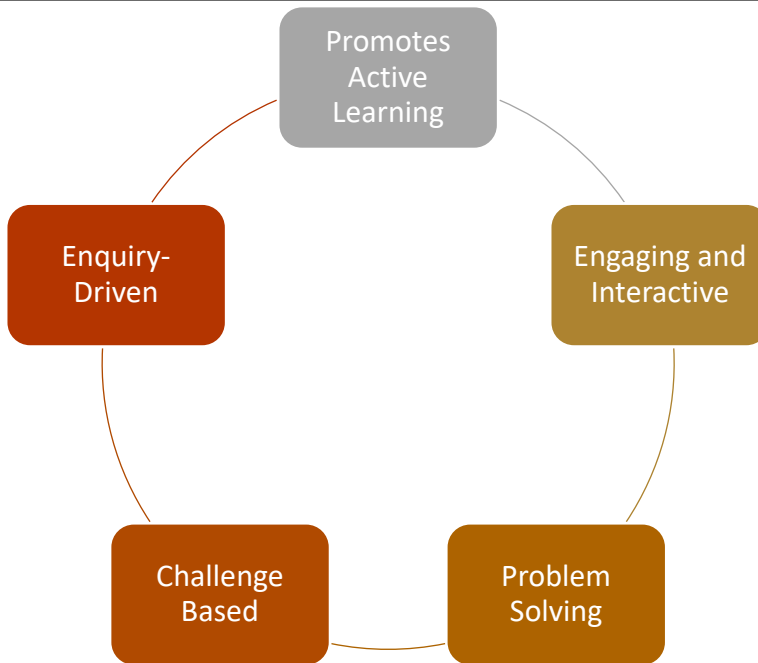 Promotes
Active
Learning
Engaging and
Interactive
Problem
Solving
Challenge
Based
Enquiry-
Driven